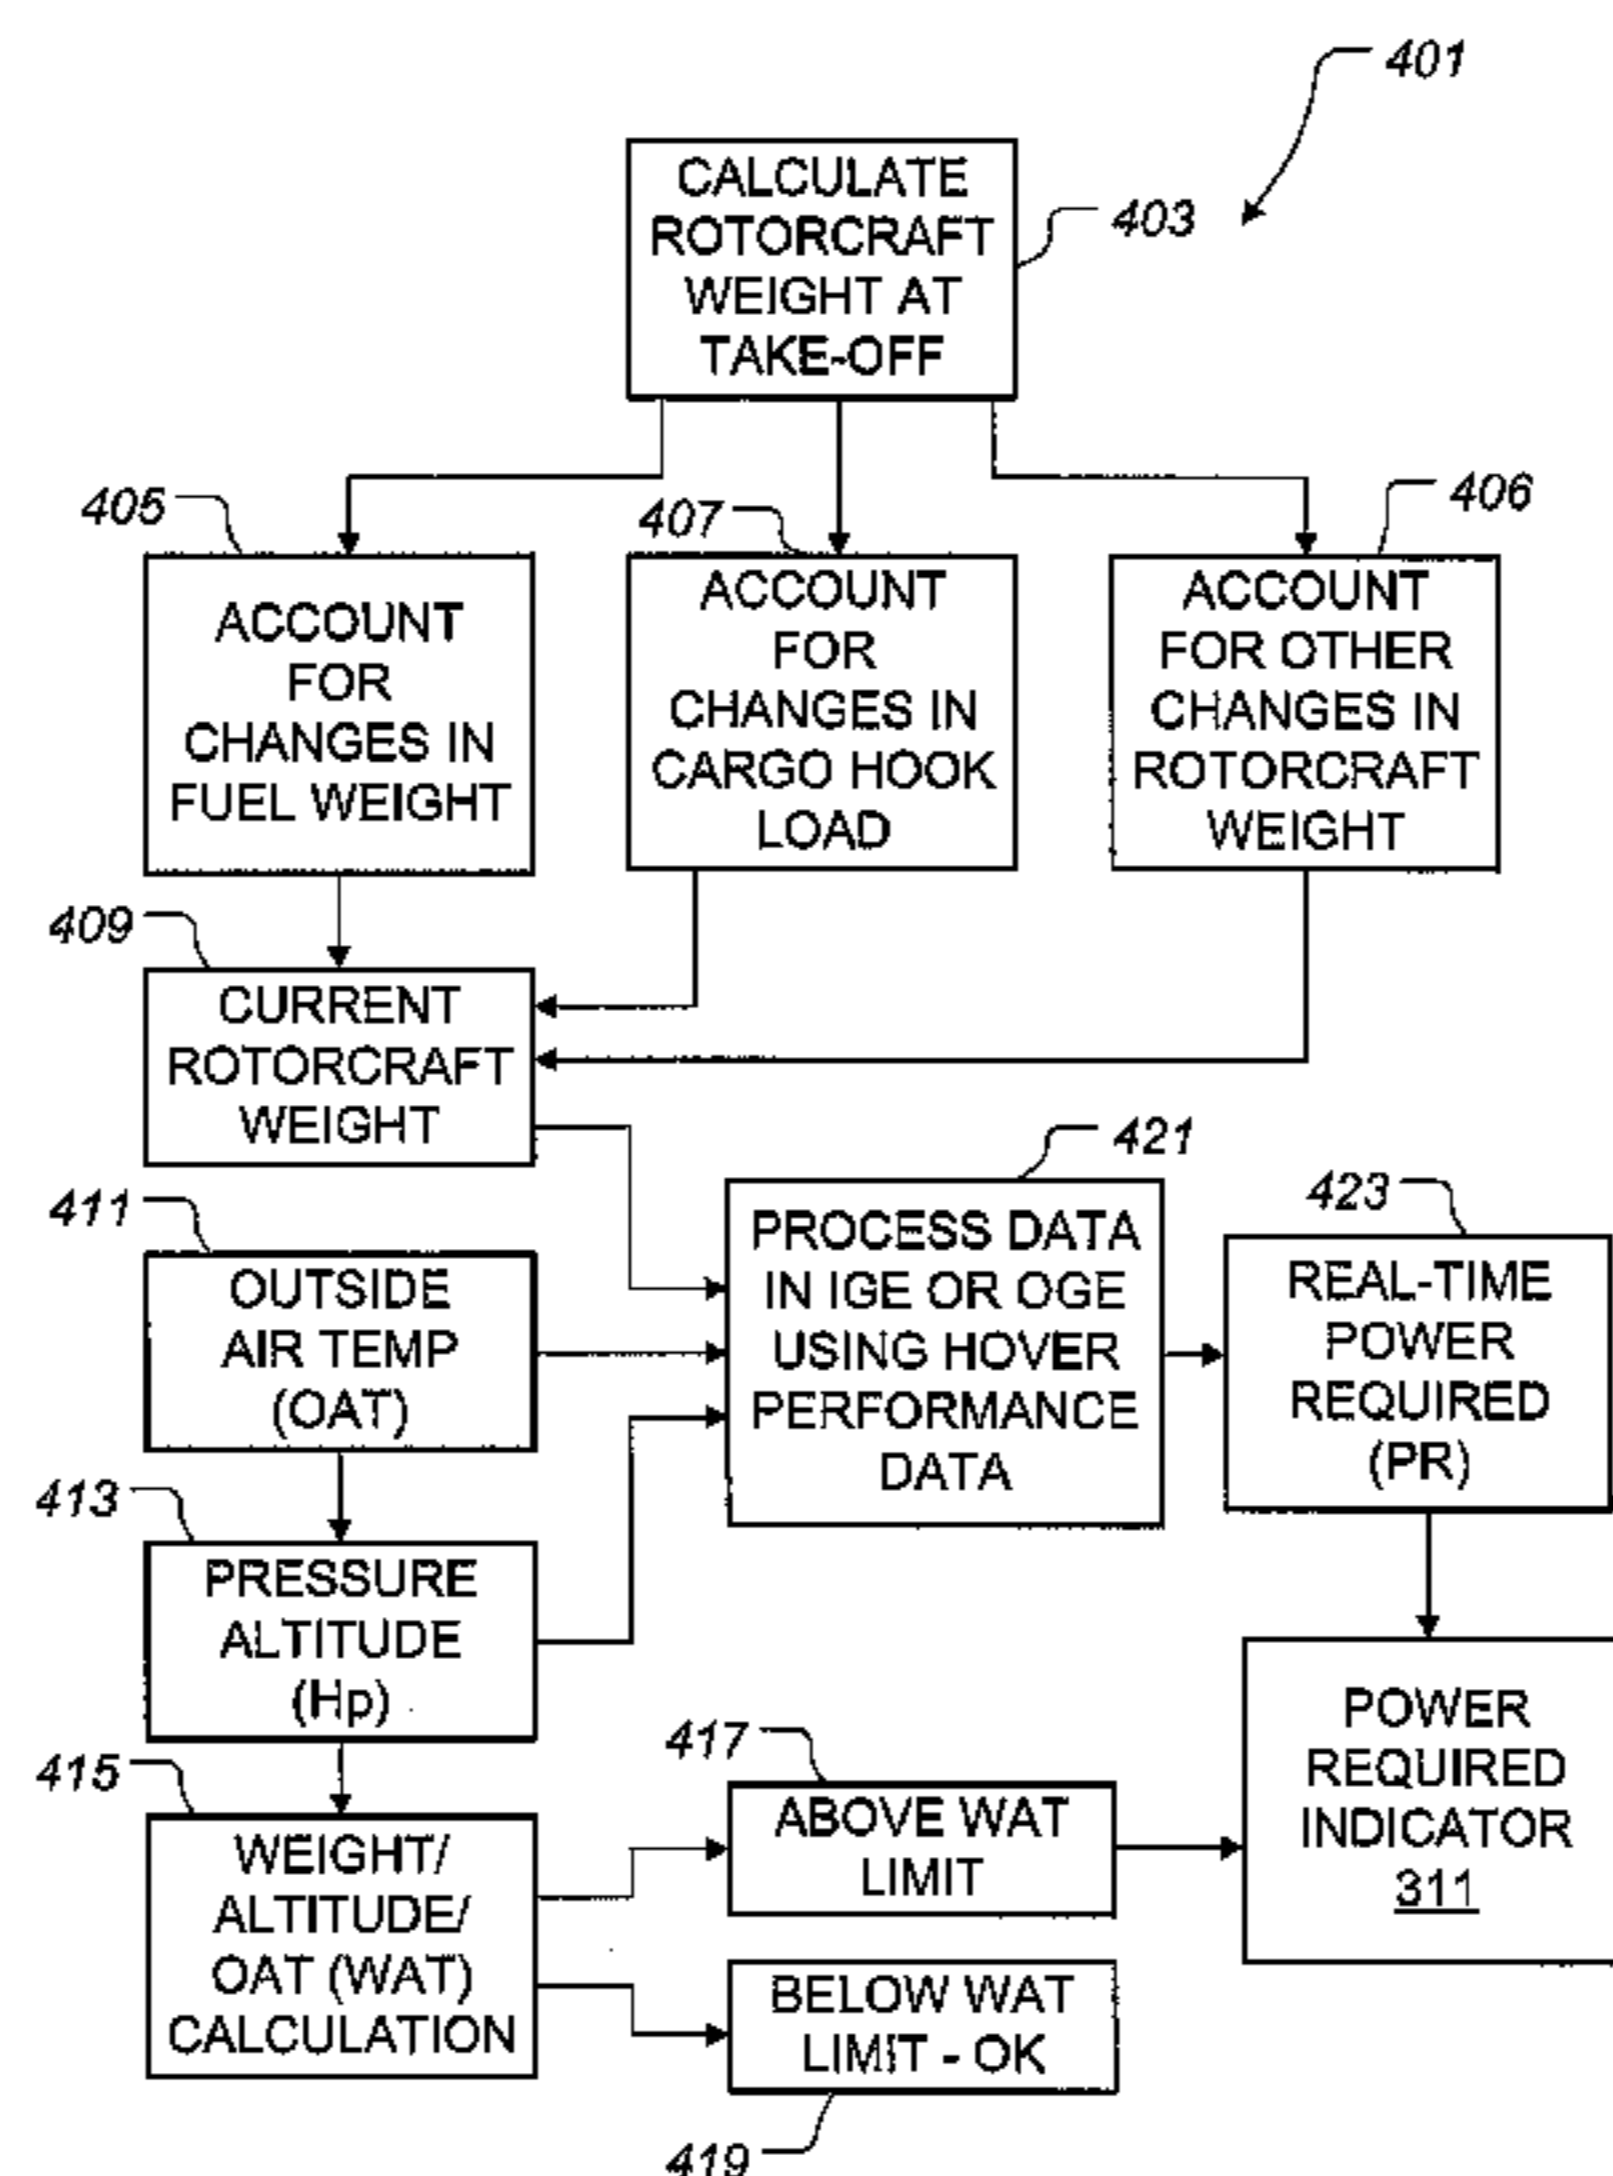 401
CALCULATE
ROTORCRAFT
WEIGHT AT
TAKE-OFF
403
405
ACCOUNT
FOR
CHANGES IN
FUEL WEIGHT
407
ACCOUNT
FOR
CHANGES IN
CARGO HOOK
LOAD
406
ACCOUNT
FOR OTHER
CHANGES IN
ROTORCRAFT
WEIGHT
409
CURRENT
ROTORCRAFT
WEIGHT
411
OUTSIDE
AIR TEMP
(OAT)
421
PROCESS DATA
IN IGE OR OGE
USING HOVER
PERFORMANCE
DATA
423
REAL-TIME
POWER
REQUIRED
(PR)
413
PRESSURE
ALTITUDE
(Hp)
415
WEIGHT/
ALTITUDE/
OAT (WAT)
CALCULATION
417
ABOVE WAT
LIMIT
POWER
REQUIRED
INDICATOR
311
BELOW WAT
LIMIT - OK
419